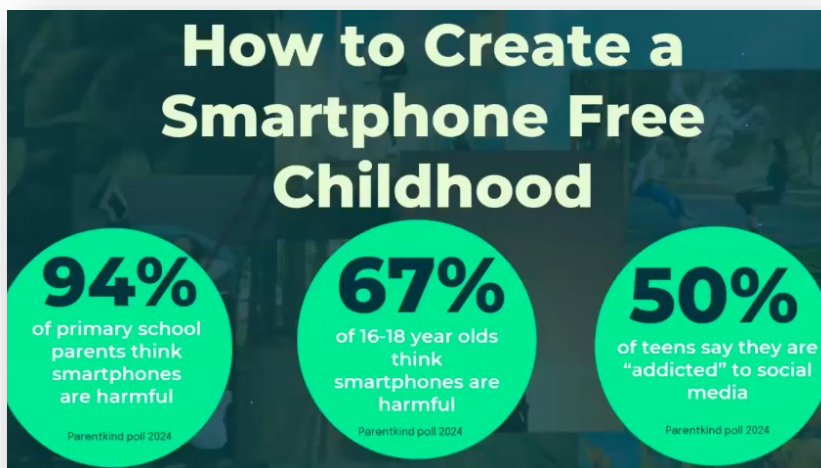 How to Create a
Smartphone Free
Childhood
94%
of primary school
parents think
smartphones
are harmful
Parentkind poll 2024
67%
of 16-18 year olds
think
smartphones are
harmful
Parentkind poll 2024
50%
of teens say they are
“addicted” to social
media
Parentkind poll 2024